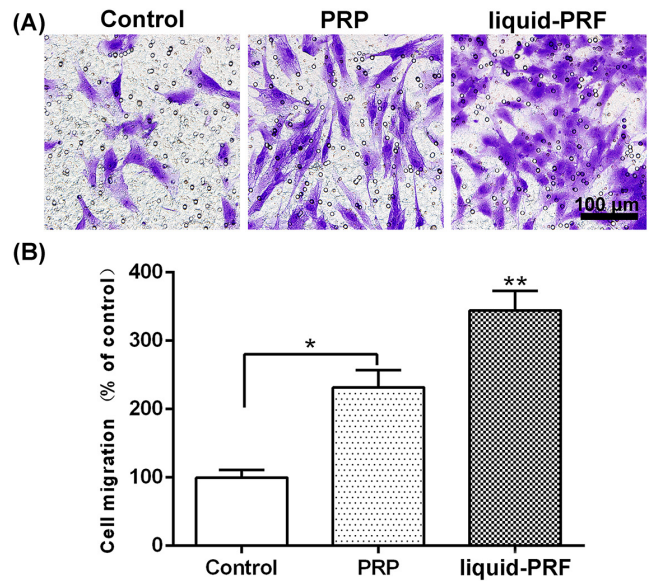 (A) Control PRP liquid-PRF
100 μm
(B)
Cell migration (% of control)
400
300
200
100
0
*
**
Control PRP liquid-PRF